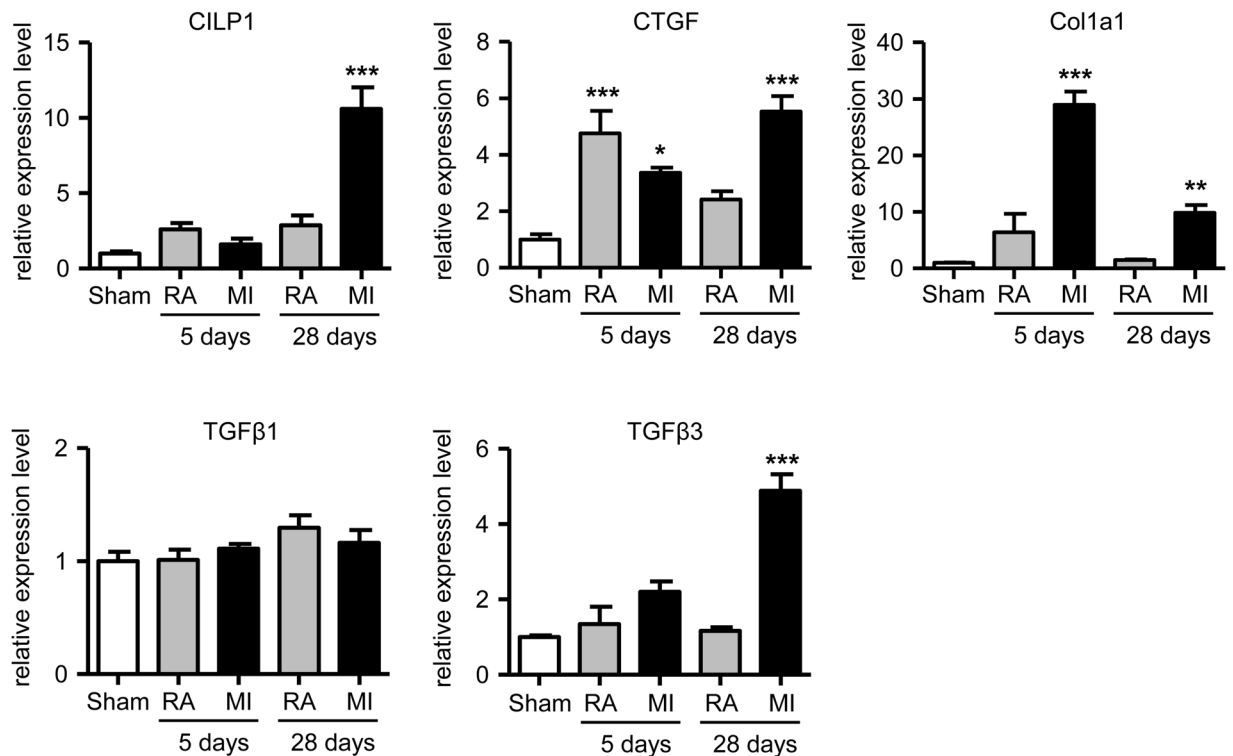 CILP1
relative expression level
15
10
5
0
***
Sham RA MI RA MI
5 days 28 days
CTGF
relative expression level
8
6
4
2
0
***
*
***
Sham RA MI RA MI
5 days 28 days
Col1a1
relative expression level
40
30
20
10
0
***
**
Sham RA MI RA MI
5 days 28 days
TGFβ1
relative expression level
2
1
0
Sham RA MI RA MI
5 days 28 days
TGFβ3
relative expression level
6
4
2
0
***
Sham RA MI RA MI
5 days 28 days